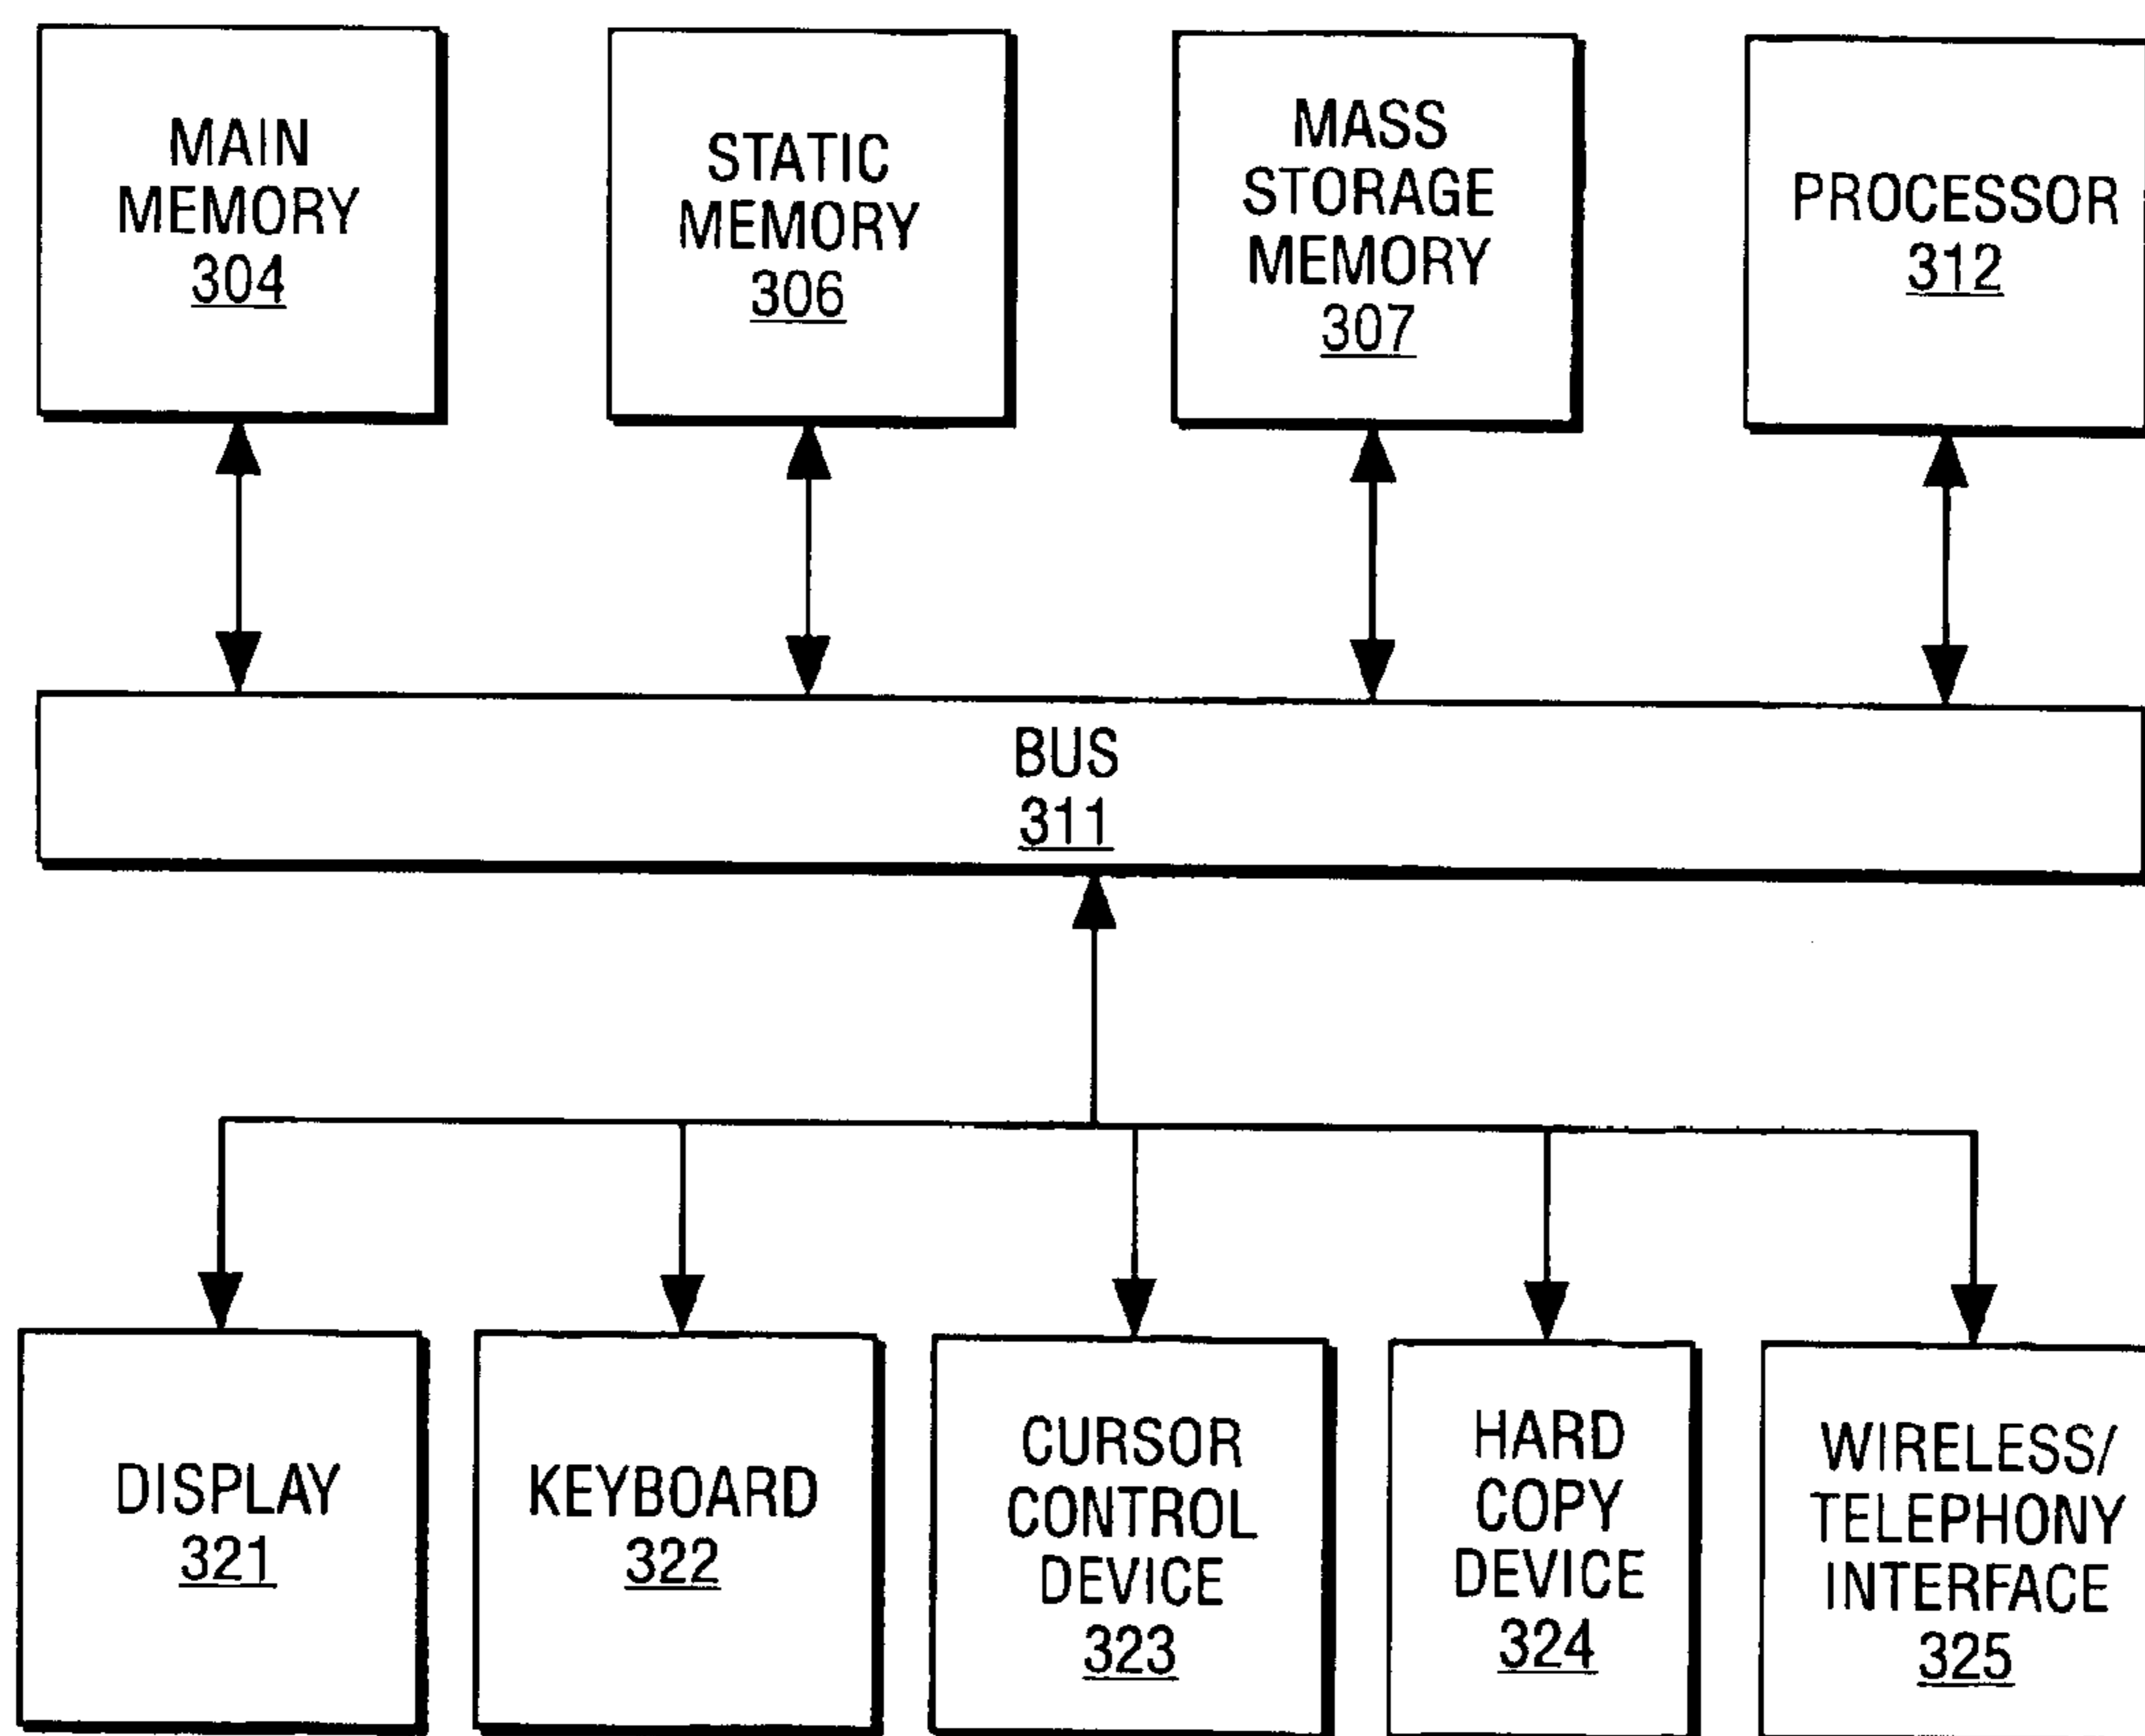 MAIN
MEMORY
304
STATIC
MEMORY
306
MASS
STORAGE
MEMORY
307
PROCESSOR
312
BUS
311
DISPLAY
321
KEYBOARD
322
CURSOR
CONTROL
DEVICE
323
HARD
COPY
DEVICE
324
WIRELESS/
TELEPHONY
INTERFACE
325